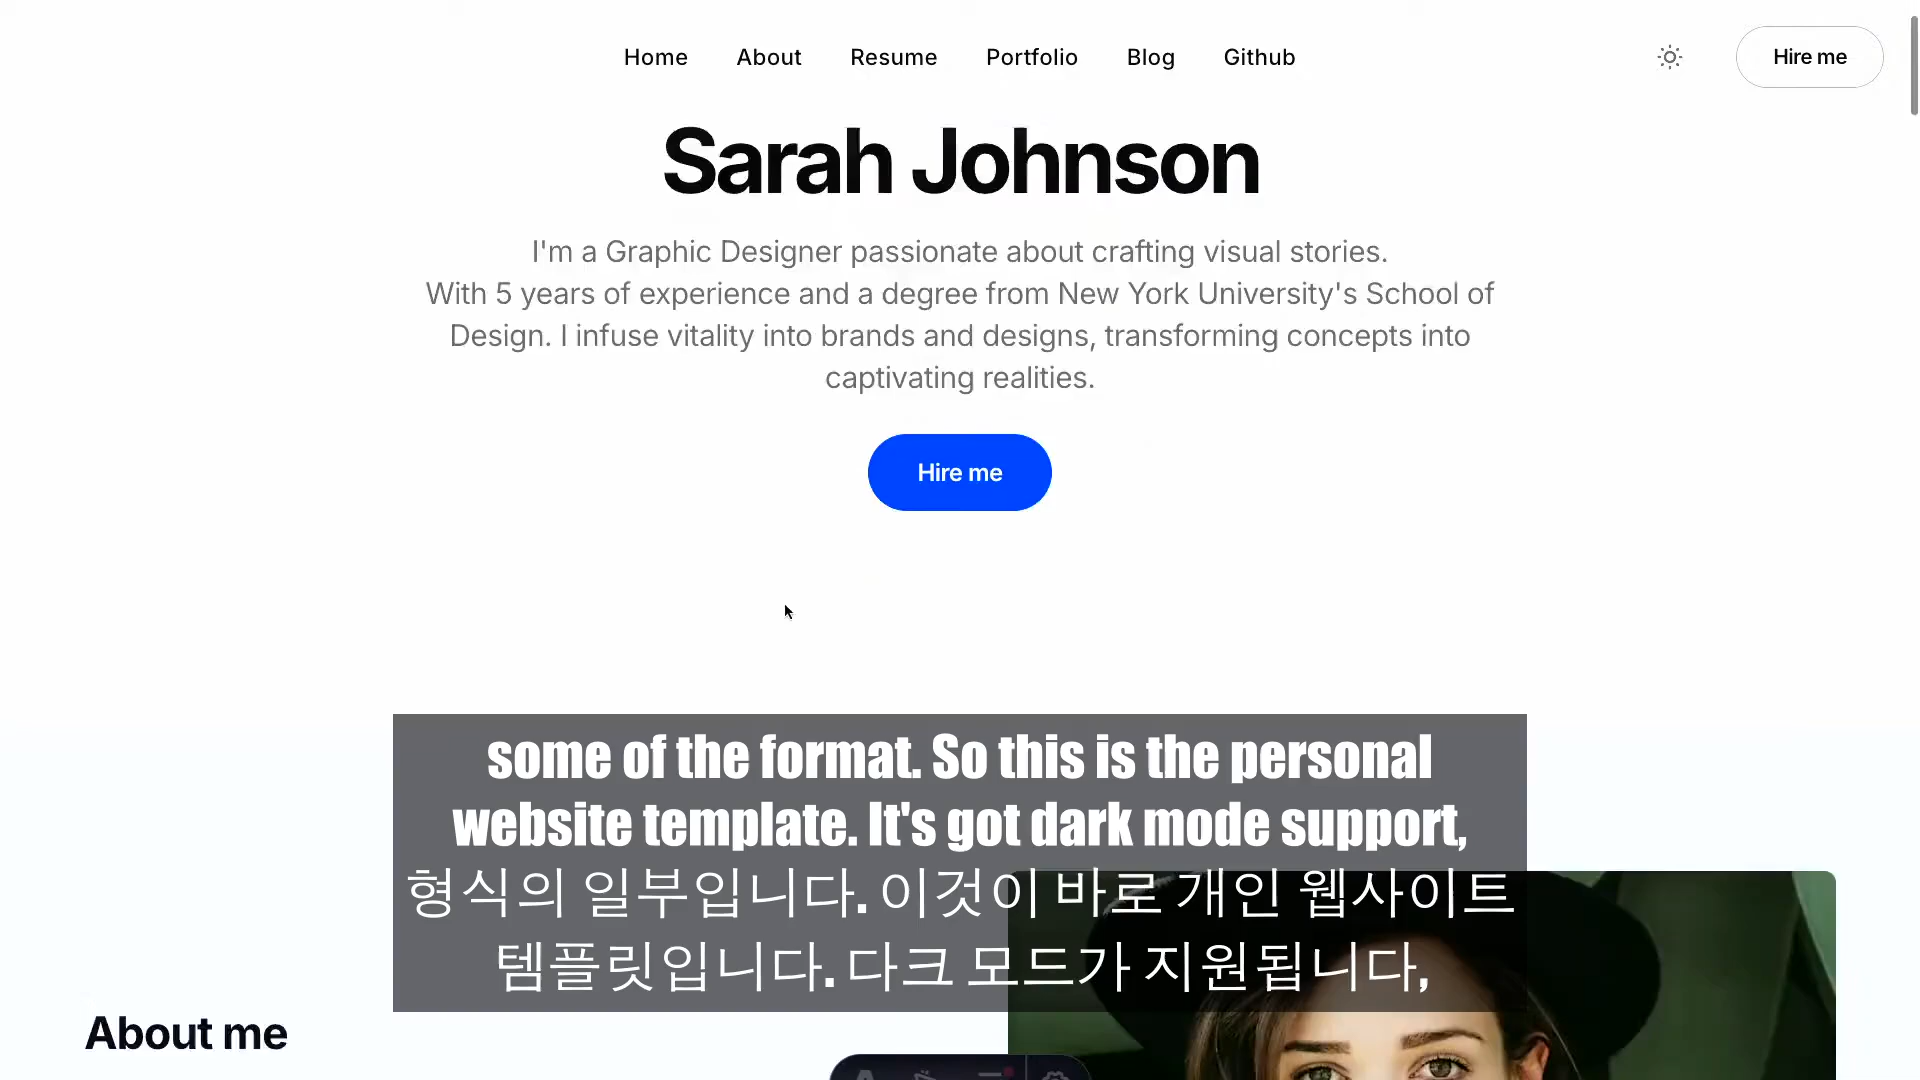 Home About Resume Portfolio Blog Github Hire me
Sarah Johnson
I'm a Graphic Designer passionate about crafting visual stories.
With 5 years of experience and a degree from New York University's School of
Design. I infuse vitality into brands and designs, transforming concepts into
captivating realities.
Hire me
some of the format. So this is the personal
website template. It's got dark mode support,
형식의 일부입니다. 이것이 바로 개인 웹사이트
템플릿입니다. 다크 모드가 지원됩니다,
About me